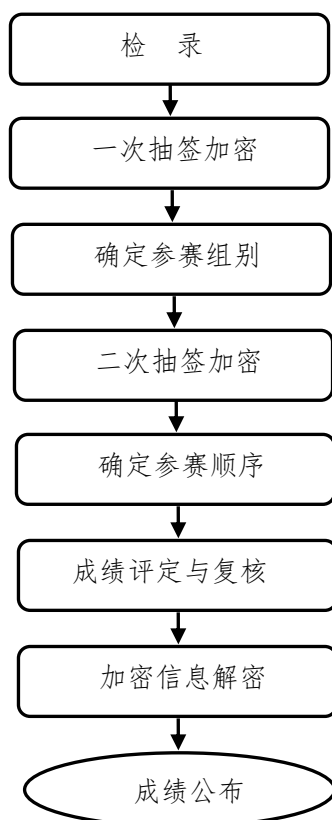 检 录
一次抽签加密
确定参赛组别
二次抽签加密
确定参赛顺序
成绩评定与复核
加密信息解密
成绩公布